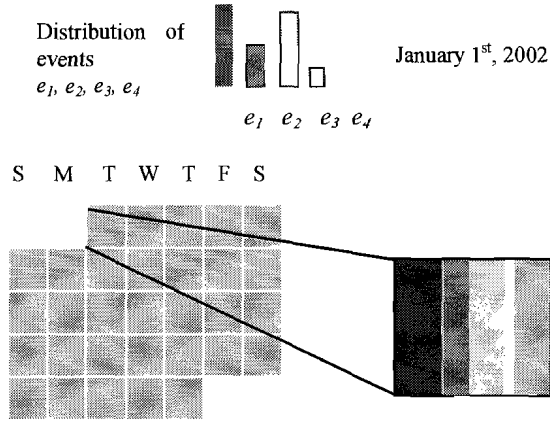 Distribution of
events
e1, e2, e3, e4
January 1st, 2002
e1 e2 e3 e4
S M T W T F S